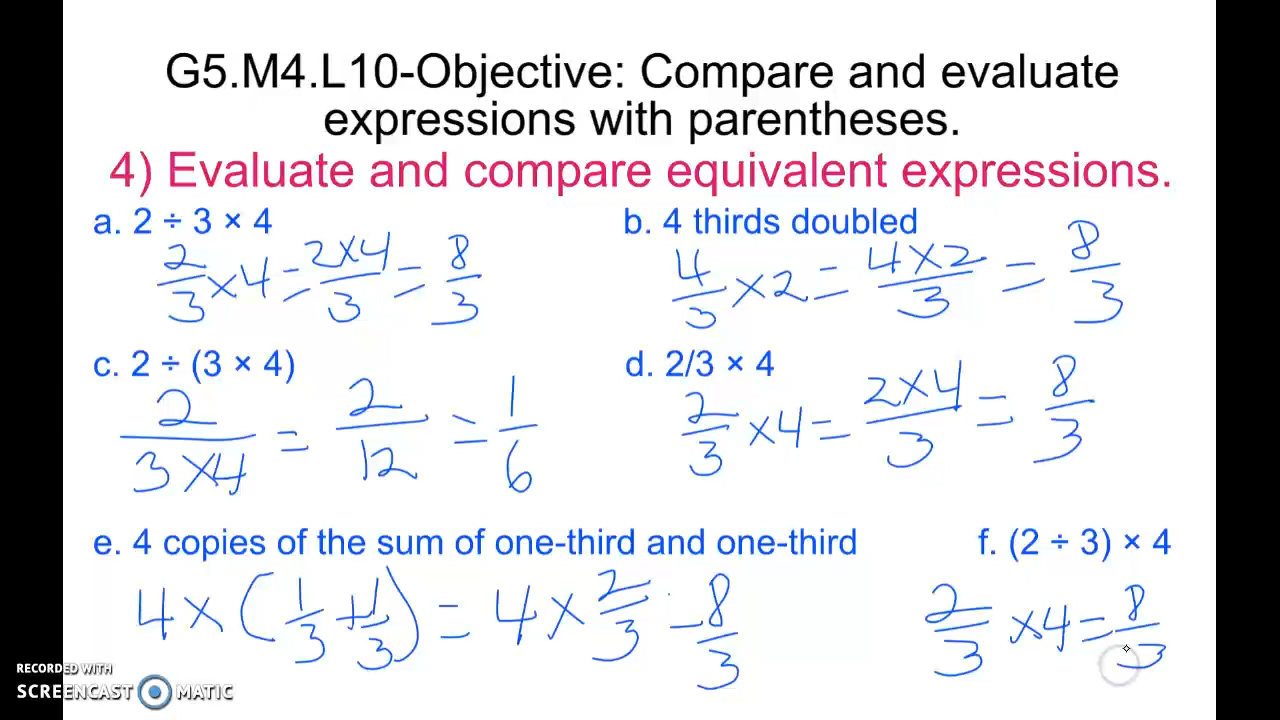 G5.M4.L10-Objective: Compare and evaluate
expressions with parentheses.
4) Evaluate and compare equivalent expressions.
a. 2 ÷ 3 × 4
2/3 × 4 = 2×4/3 = 8/3
b. 4 thirds doubled
4/3 × 2 = 4×2/3 = 8/3
c. 2 ÷ (3 × 4)
2/3×4 = 2/12 = 1/6
d. 2/3 × 4
2/3 × 4 = 2×4/3 = 8/3
e. 4 copies of the sum of one-third and one-third
4 × (1/3 + 1/3) = 4 × 2/3 = 8/3
f. (2 ÷ 3) × 4
2/3 × 4 = 8/3
RECORDED WITH
SCREENCAST MATIC